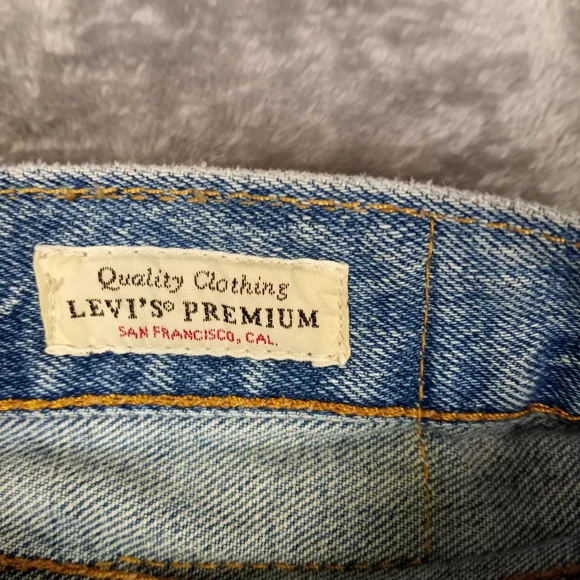 Quality Clothing
LEVI'S® PREMIUM
SAN FRANCISCO, CAL.